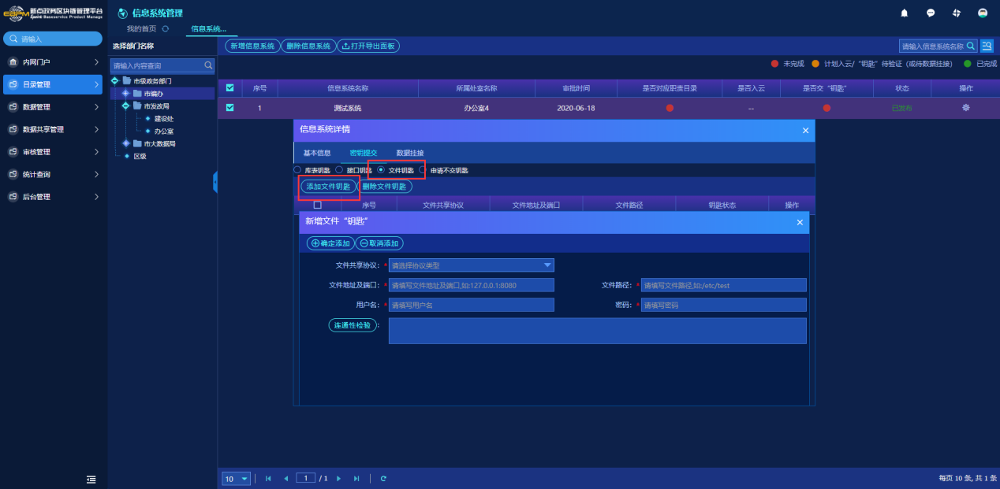 新点政务区块链管理平台
Epoint Baseservice Product Manage
信息系统管理
我的首页
信息系统...
请输入
内网门户
目录管理
数据管理
数据共享管理
审核管理
统计查询
后台管理
选择部门名称
请输入内容查询
市级政务部门
市编办
市发改局
建设处
办公室
市大数据局
区级
新增信息系统 删除信息系统 打开导出面板
请输入信息系统名称
未完成 计划入云/ “钥匙” 待验证（或待数据挂接） 已完成
序号 信息系统名称 所属处室名称 审批时间 是否对应职责目录 是否入云 是否交 “钥匙” 状态 操作
1 测试系统 办公室4 2020-06-18 -- 已发布
信息系统详情
基本信息 密钥提交 数据挂接
库表钥匙 接口钥匙 文件钥匙 申请不交钥匙
添加文件钥匙 删除文件钥匙
序号 文件共享协议 文件地址及端口 文件路径 钥匙状态 操作
新增文件 “钥匙”
确定添加 取消添加
文件共享协议: * 请选择协议类型
文件地址及端口: * 请填写文件地址及端口,如:127.0.0.1:8080 文件路径: * 请填写文件路径,如:/etc/test
用户名: * 请填写用户名 密码: * 请填写密码
连通性检验 :
10 1 / 1
每页 10 条, 共 1 条